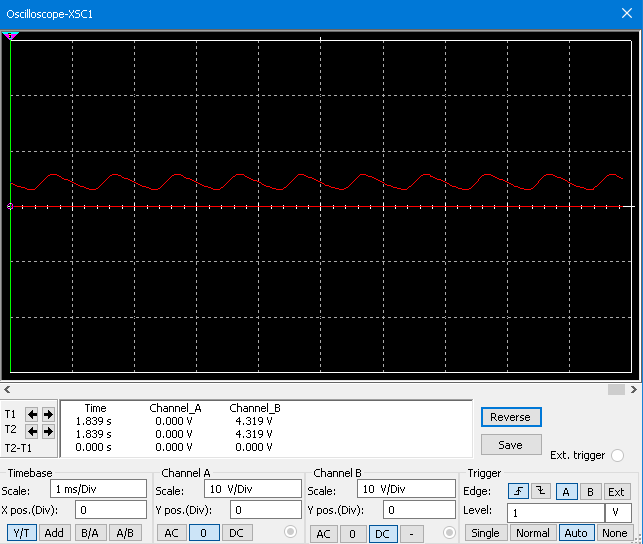 Oscilloscope-XSC1
T1
T2
T2-T1
Time Channel_A Channel_B
1.839 s 0.000 V 4.319 V
1.839 s 0.000 V 4.319 V
0.000 s 0.000 V 0.000 V
Reverse
Save
Ext. trigger
Timebase
Scale: 1 ms/Div
X pos.(Div): 0
Y/T Add B/A A/B
Channel A
Scale: 10 V/Div
Y pos.(Div): 0
AC 0 DC
Channel B
Scale: 10 V/Div
Y pos.(Div): 0
AC 0 DC -
Trigger
Edge: A B Ext
Level: 1 V
Single Normal Auto None